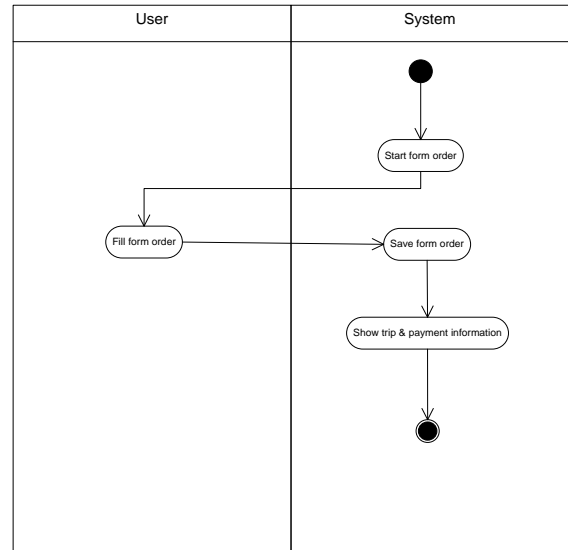 User
System
Start form order
Fill form order
Save form order
Show trip & payment information